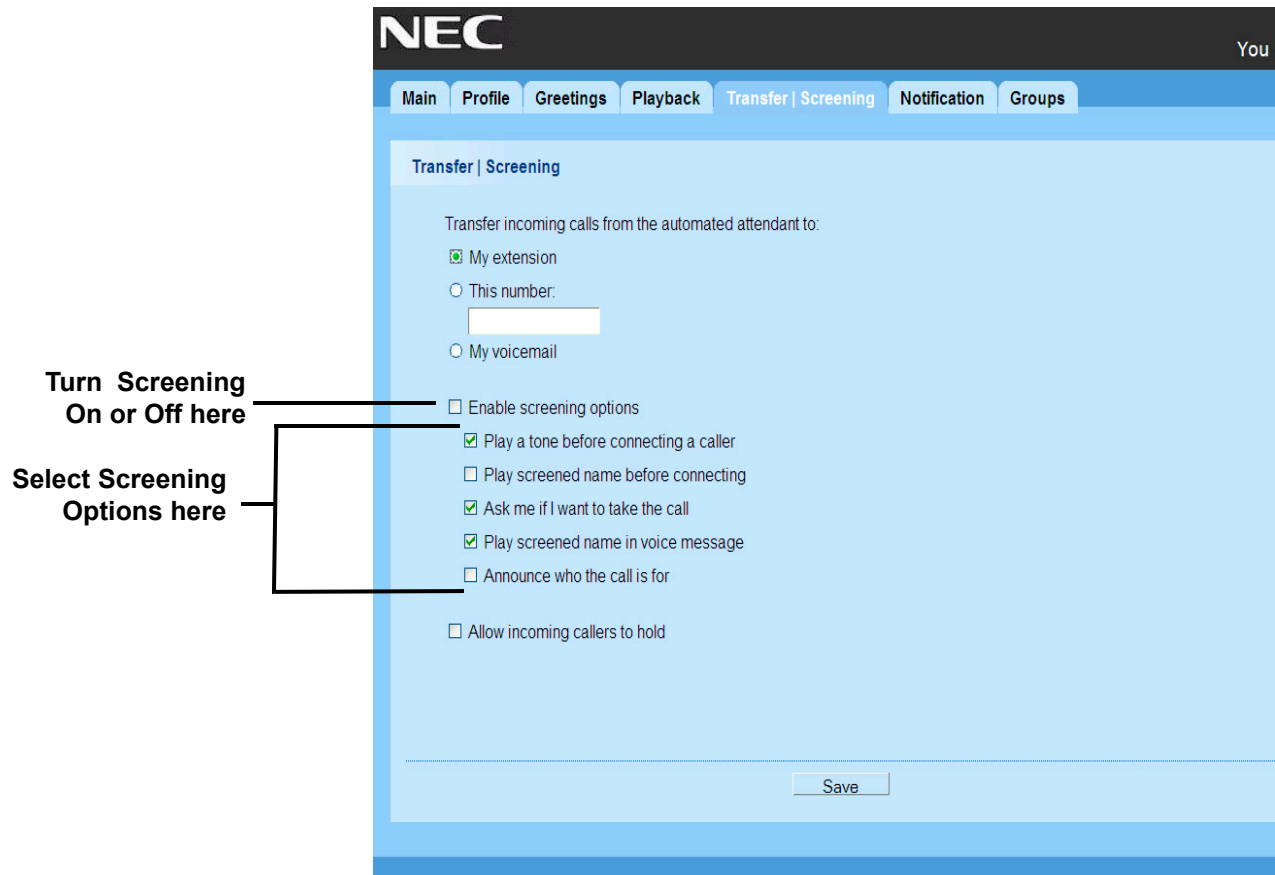 NEC
You
Main Profile Greetings Playback Transfer | Screening Notification Groups
Transfer | Screening
Transfer incoming calls from the automated attendant to:
My extension
This number:
My voicemail
Turn Screening
On or Off here
Enable screening options
Play a tone before connecting a caller
Select Screening
Options here
Play screened name before connecting
Ask me if I want to take the call
Play screened name in voice message
Announce who the call is for
Allow incoming callers to hold
Save